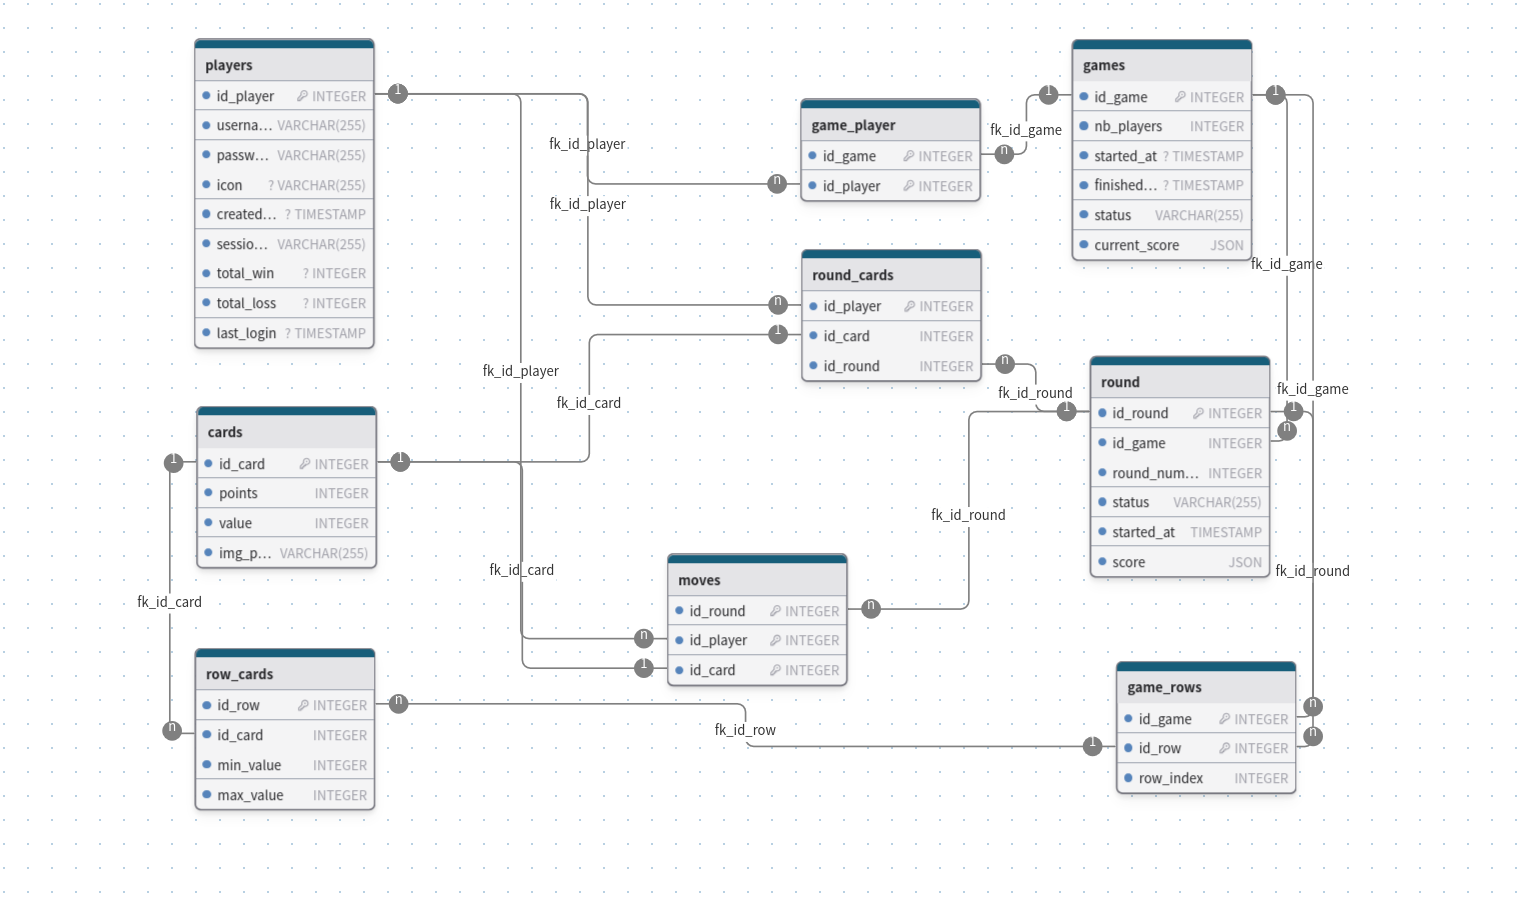 players
id_player INTEGER
userna... VARCHAR(255)
passw... VARCHAR(255)
icon ? VARCHAR(255)
created... ? TIMESTAMP
sessio... VARCHAR(255)
total_win ? INTEGER
total_loss ? INTEGER
last_login ? TIMESTAMP
1
fk_id_player
fk_id_player
n
game_player
id_game INTEGER
id_player INTEGER
n
fk_id_game
1
games
id_game INTEGER
nb_players INTEGER
started_at ? TIMESTAMP
finished... ? TIMESTAMP
status VARCHAR(255)
current_score JSON
1
fk_id_game
fk_id_game
round_cards
id_player INTEGER
id_card INTEGER
id_round INTEGER
n
1
n
fk_id_player
fk_id_card
fk_id_round
1
round
id_round INTEGER
id_game INTEGER
round_num... INTEGER
status VARCHAR(255)
started_at TIMESTAMP
score JSON
1
n
fk_id_round
cards
id_card INTEGER
points INTEGER
value INTEGER
img_p... VARCHAR(255)
1
1
fk_id_card
fk_id_card
fk_id_round
moves
id_round INTEGER
id_player INTEGER
id_card INTEGER
n
n
1
row_cards
id_row INTEGER
id_card INTEGER
min_value INTEGER
max_value INTEGER
n
n
fk_id_row
1
game_rows
id_game INTEGER
id_row INTEGER
row_index INTEGER
n
n